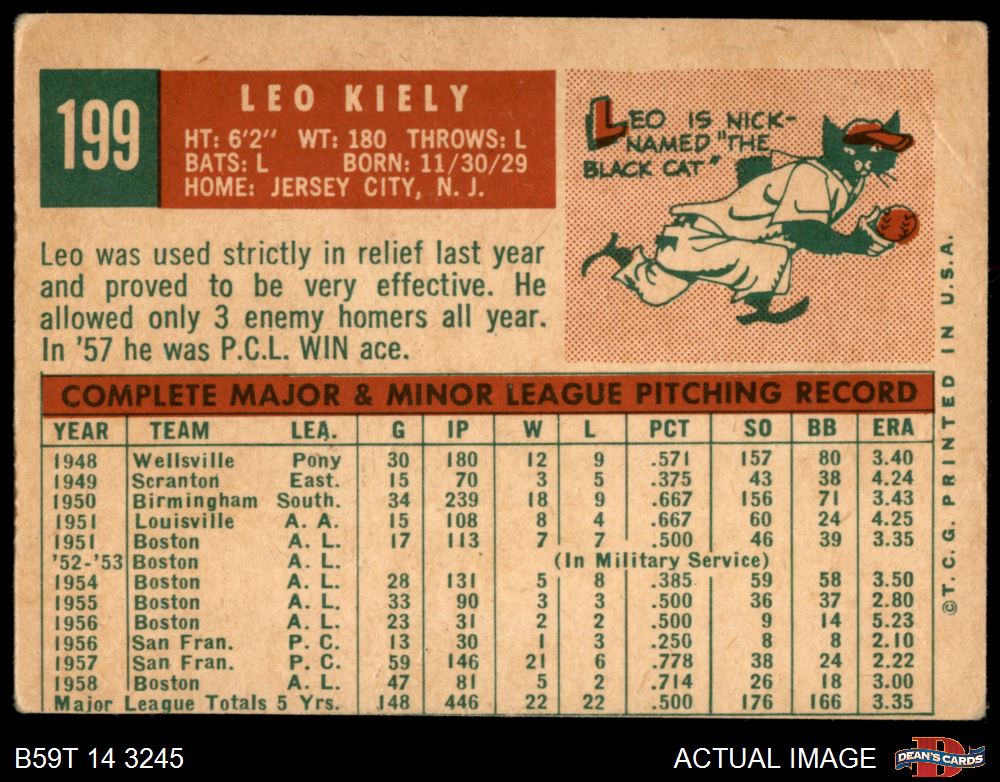 199
LEO KIELY
HT: 6'2" WT: 180 THROWS: L
BATS: L BORN: 11/30/29
HOME: JERSEY CITY, N. J.
LEO IS NICK-
NAMED "THE
BLACK CAT"
Leo was used strictly in relief last year
and proved to be very effective. He
allowed only 3 enemy homers all year.
In '57 he was P.C.L. WIN ace.
COMPLETE MAJOR & MINOR LEAGUE PITCHING RECORD
YEAR TEAM LEA. G IP W L PCT SO BB ERA
1948 Wellsville Pony 30 180 12 9 .571 157 80 3.40
1949 Scranton East. 15 70 3 5 .375 43 38 4.24
1950 Birmingham South. 34 239 18 9 .667 156 71 3.43
1951 Louisville A. A. 15 108 8 4 .667 60 24 4.25
1951 Boston A. L. 17 113 7 7 .500 46 39 3.35
'52-'53 Boston A. L. (In Military Service)
1954 Boston A. L. 28 131 5 8 .385 59 58 3.50
1955 Boston A. L. 33 90 3 3 .500 36 37 2.80
1956 Boston A. L. 23 31 2 2 .500 9 14 5.23
1956 San Fran. P. C. 13 30 1 3 .250 8 8 2.10
1957 San Fran. P. C. 59 146 21 6 .778 38 24 2.22
1958 Boston A. L. 47 81 5 2 .714 26 18 3.00
Major League Totals 5 Yrs. 148 446 22 22 .500 176 166 3.35
©T. C. G. PRINTED IN U.S.A.
B59T 14 3245
ACTUAL IMAGE
D
DEAN'S CARDS